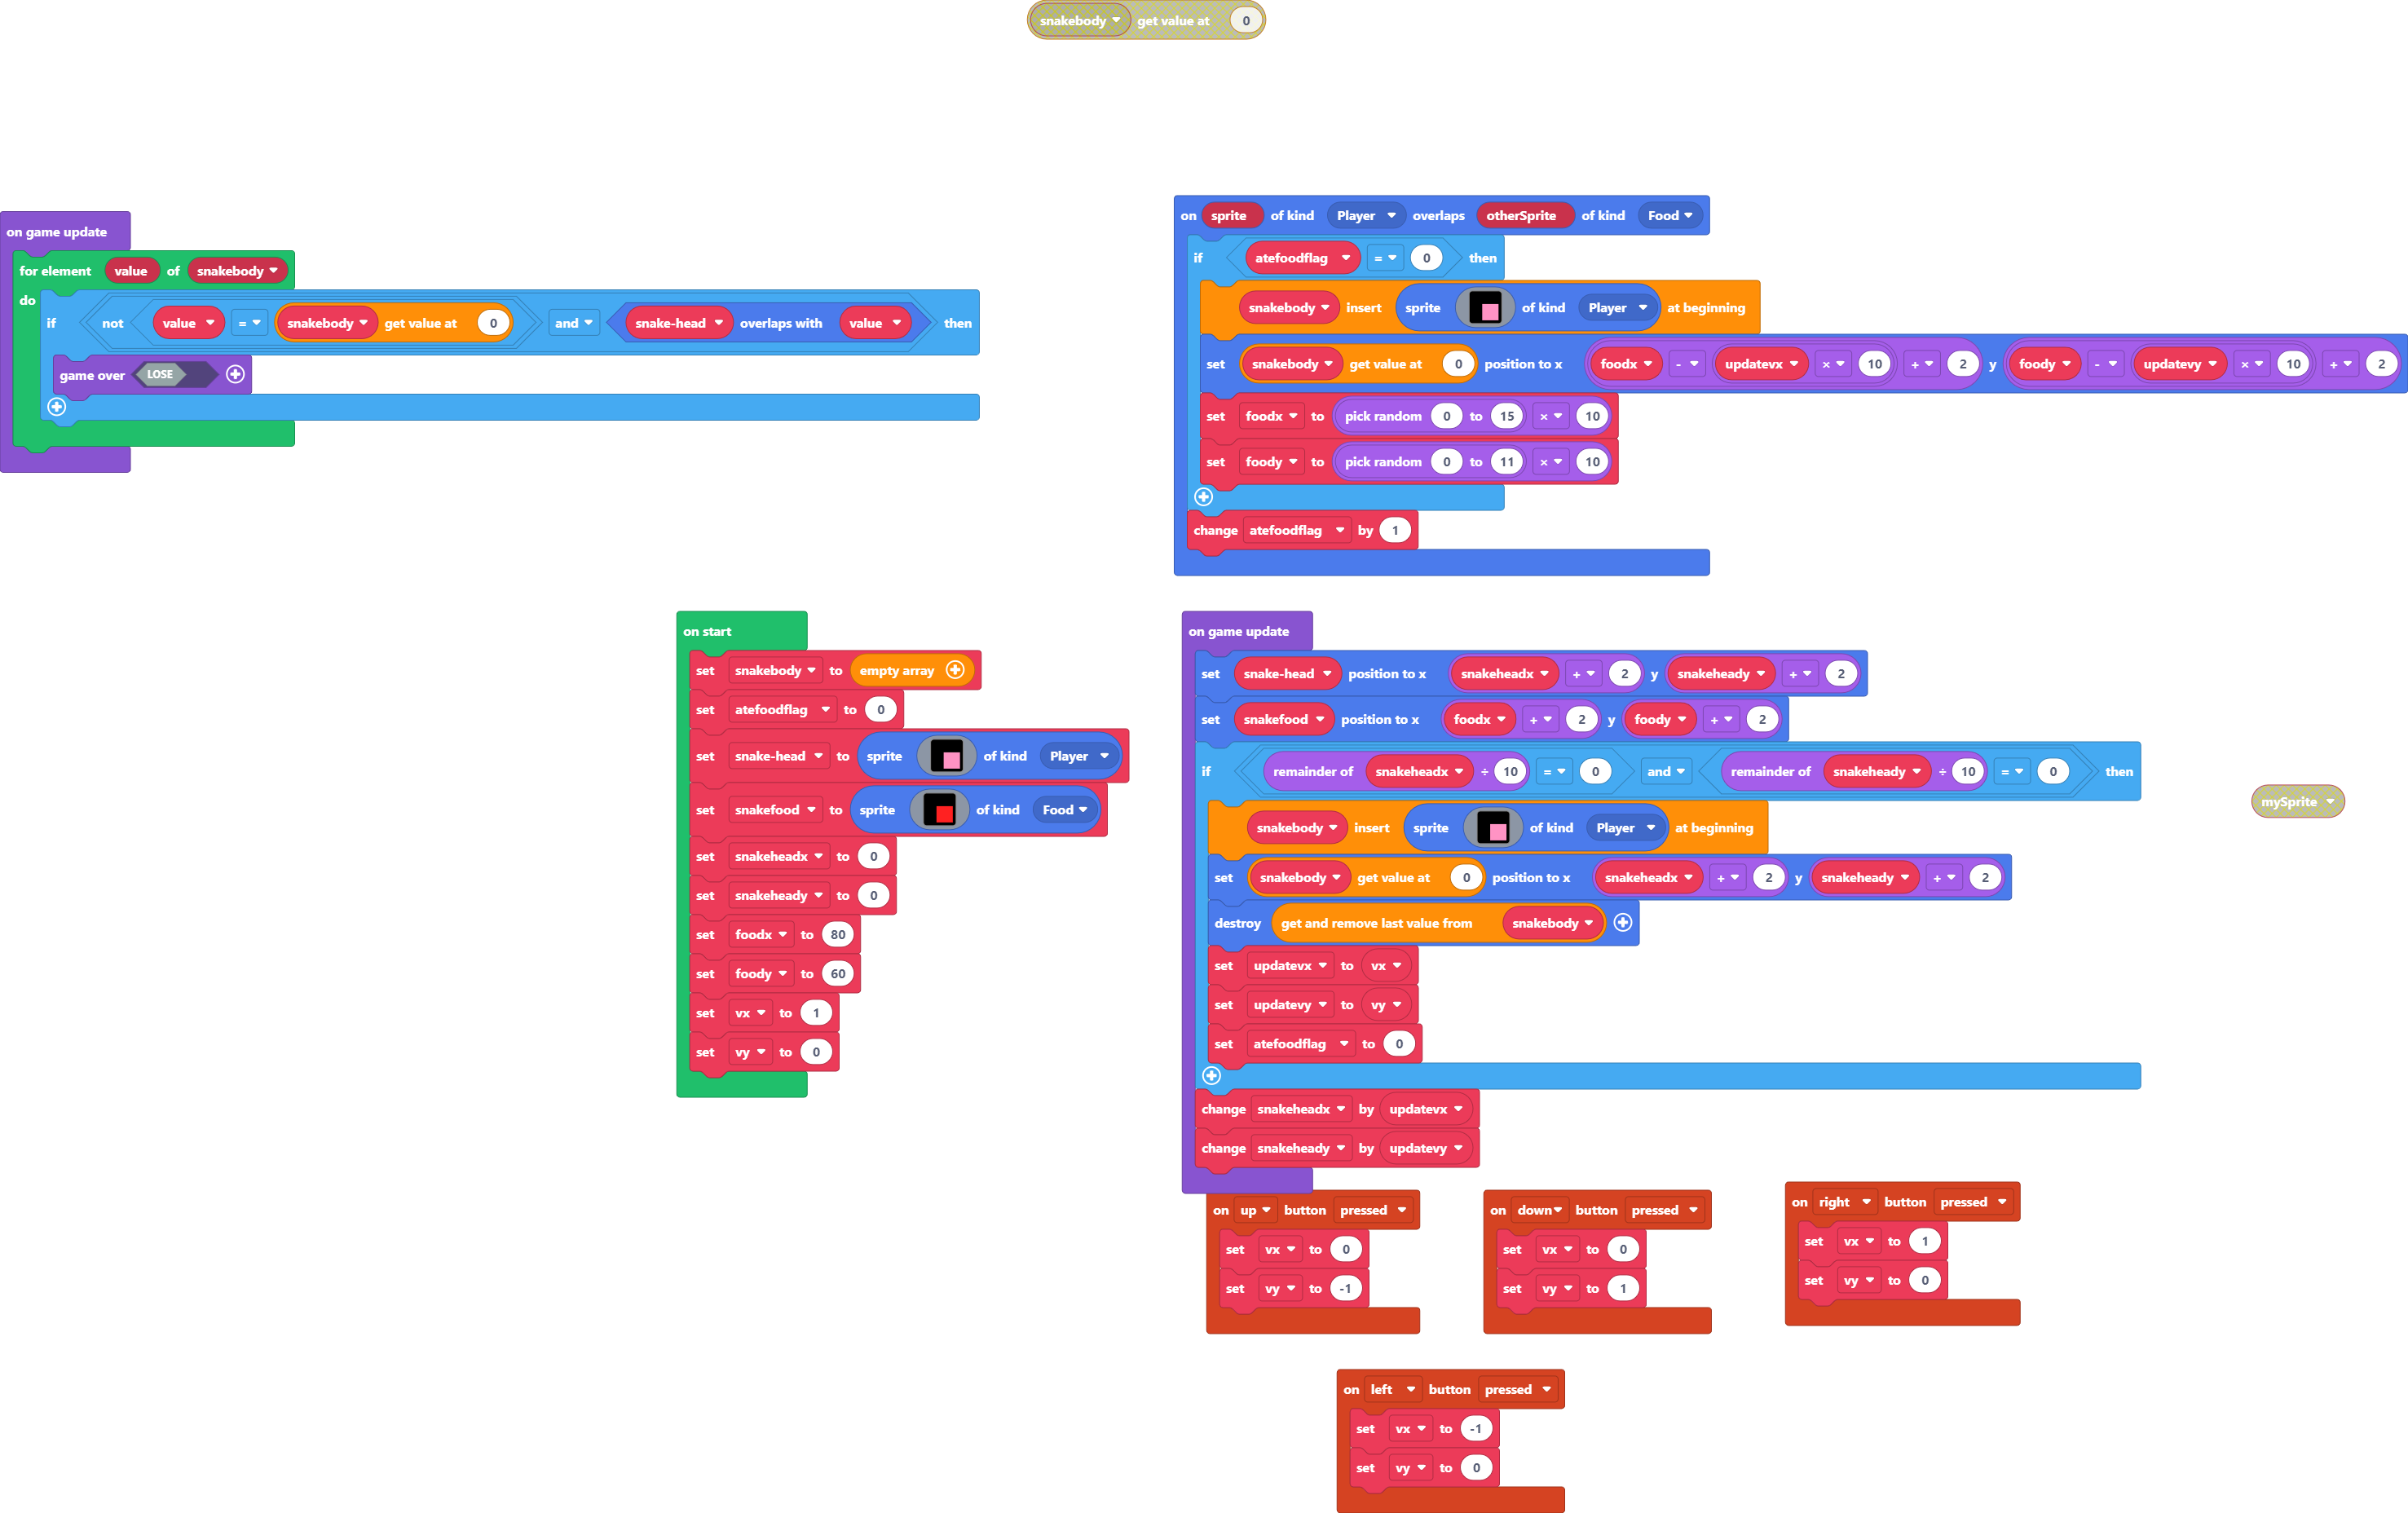 snakebody get value at 0
on game update
for element value of snakebody
do
if not value = snakebody get value at 0 and snake-head overlaps with value then
game over LOSE
on sprite of kind Player overlaps otherSprite of kind Food
if atefoodflag = 0 then
snakebody insert sprite of kind Player at beginning
set snakebody get value at 0 position to x foodx - updatevx × 10 + 2 y foody - updatevy × 10 + 2
set foodx to pick random 0 to 15 × 10
set foody to pick random 0 to 11 × 10
change atefoodflag by 1
on start
set snakebody to empty array
set atefoodflag to 0
set snake-head to sprite of kind Player
set snakefood to sprite of kind Food
set snakeheadx to 0
set snakeheady to 0
set foodx to 80
set foody to 60
set vx to 1
set vy to 0
on game update
set snake-head position to x snakeheadx + 2 y snakeheady + 2
set snakefood position to x foodx + 2 y foody + 2
if remainder of snakeheadx ÷ 10 = 0 and remainder of snakeheady ÷ 10 = 0 then
snakebody insert sprite of kind Player at beginning
set snakebody get value at 0 position to x snakeheadx + 2 y snakeheady + 2
destroy get and remove last value from snakebody
set updatevx to vx
set updatevy to vy
set atefoodflag to 0
change snakeheadx by updatevx
change snakeheady by updatevy
mySprite
on up button pressed
set vx to 0
set vy to -1
on down button pressed
set vx to 0
set vy to 1
on right button pressed
set vx to 1
set vy to 0
on left button pressed
set vx to -1
set vy to 0